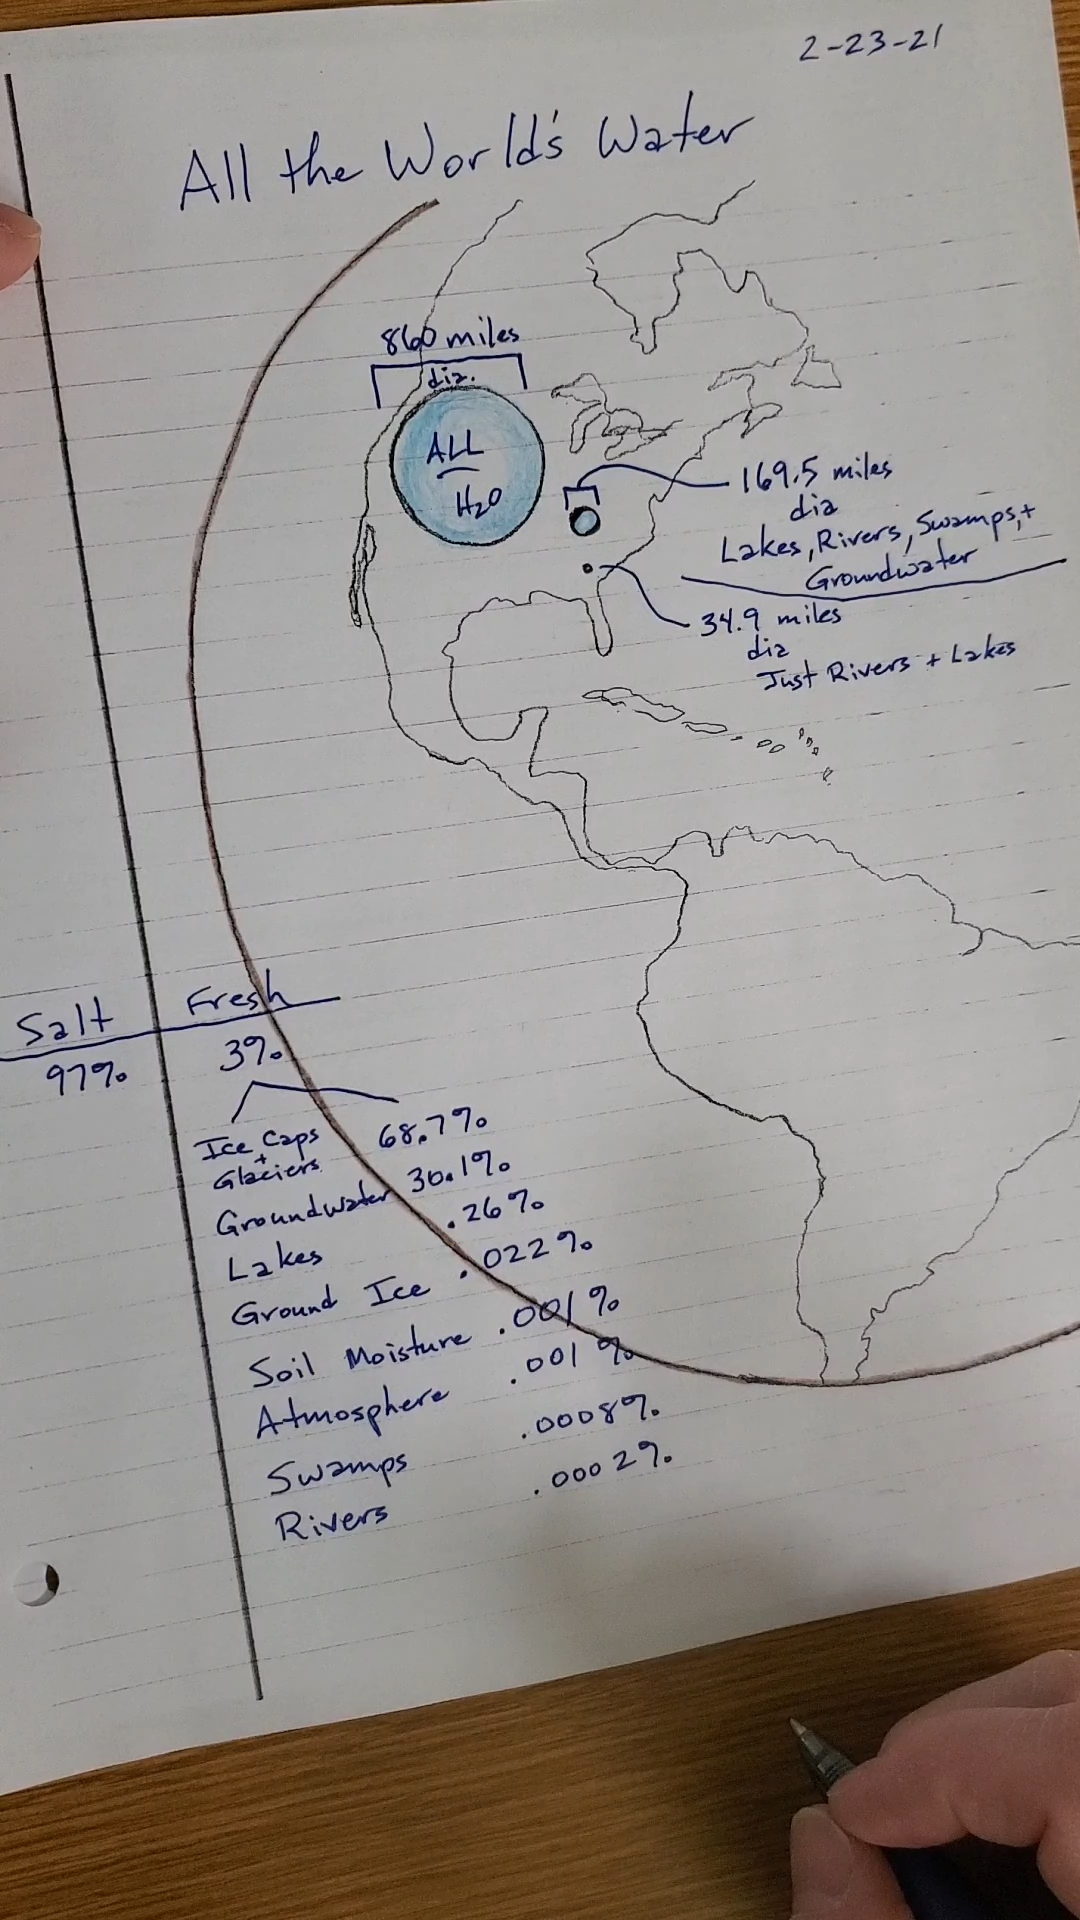 2-23-21
All the World's Water
860 miles
dia.
ALL
H2O
169.5 miles
dia
Lakes, Rivers, Swamps, +
Groundwater
34.9 miles
dia
Just Rivers + Lakes
Salt Fresh
97% 3%
Ice Caps + Glaciers 68.7%
Groundwater 30.1%
Lakes .26%
Ground Ice .022%
Soil Moisture .001%
Atmosphere .001%
Swamps .0008%
Rivers .0002%